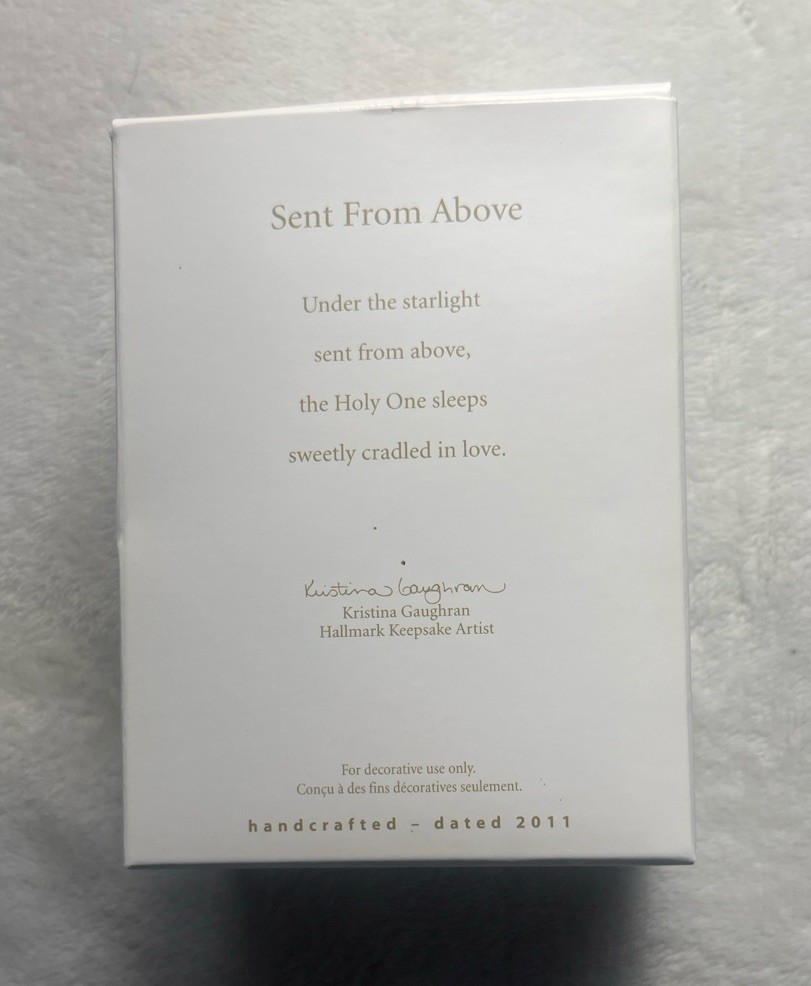 Sent From Above
Under the starlight
sent from above,
the Holy One sleeps
sweetly cradled in love.
Kristina Gaughran
Kristina Gaughran
Hallmark Keepsake Artist
For decorative use only.
Conçu à des fins décoratives seulement.
handcrafted – dated 2011